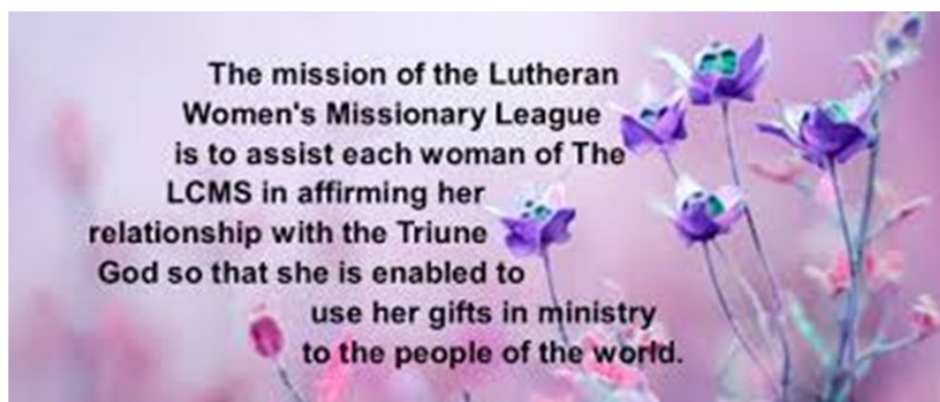 The mission of the Lutheran
Women's Missionary League
is to assist each woman of The
LCMS in affirming her
relationship with the Triune
God so that she is enabled to
use her gifts in ministry
to the people of the world.